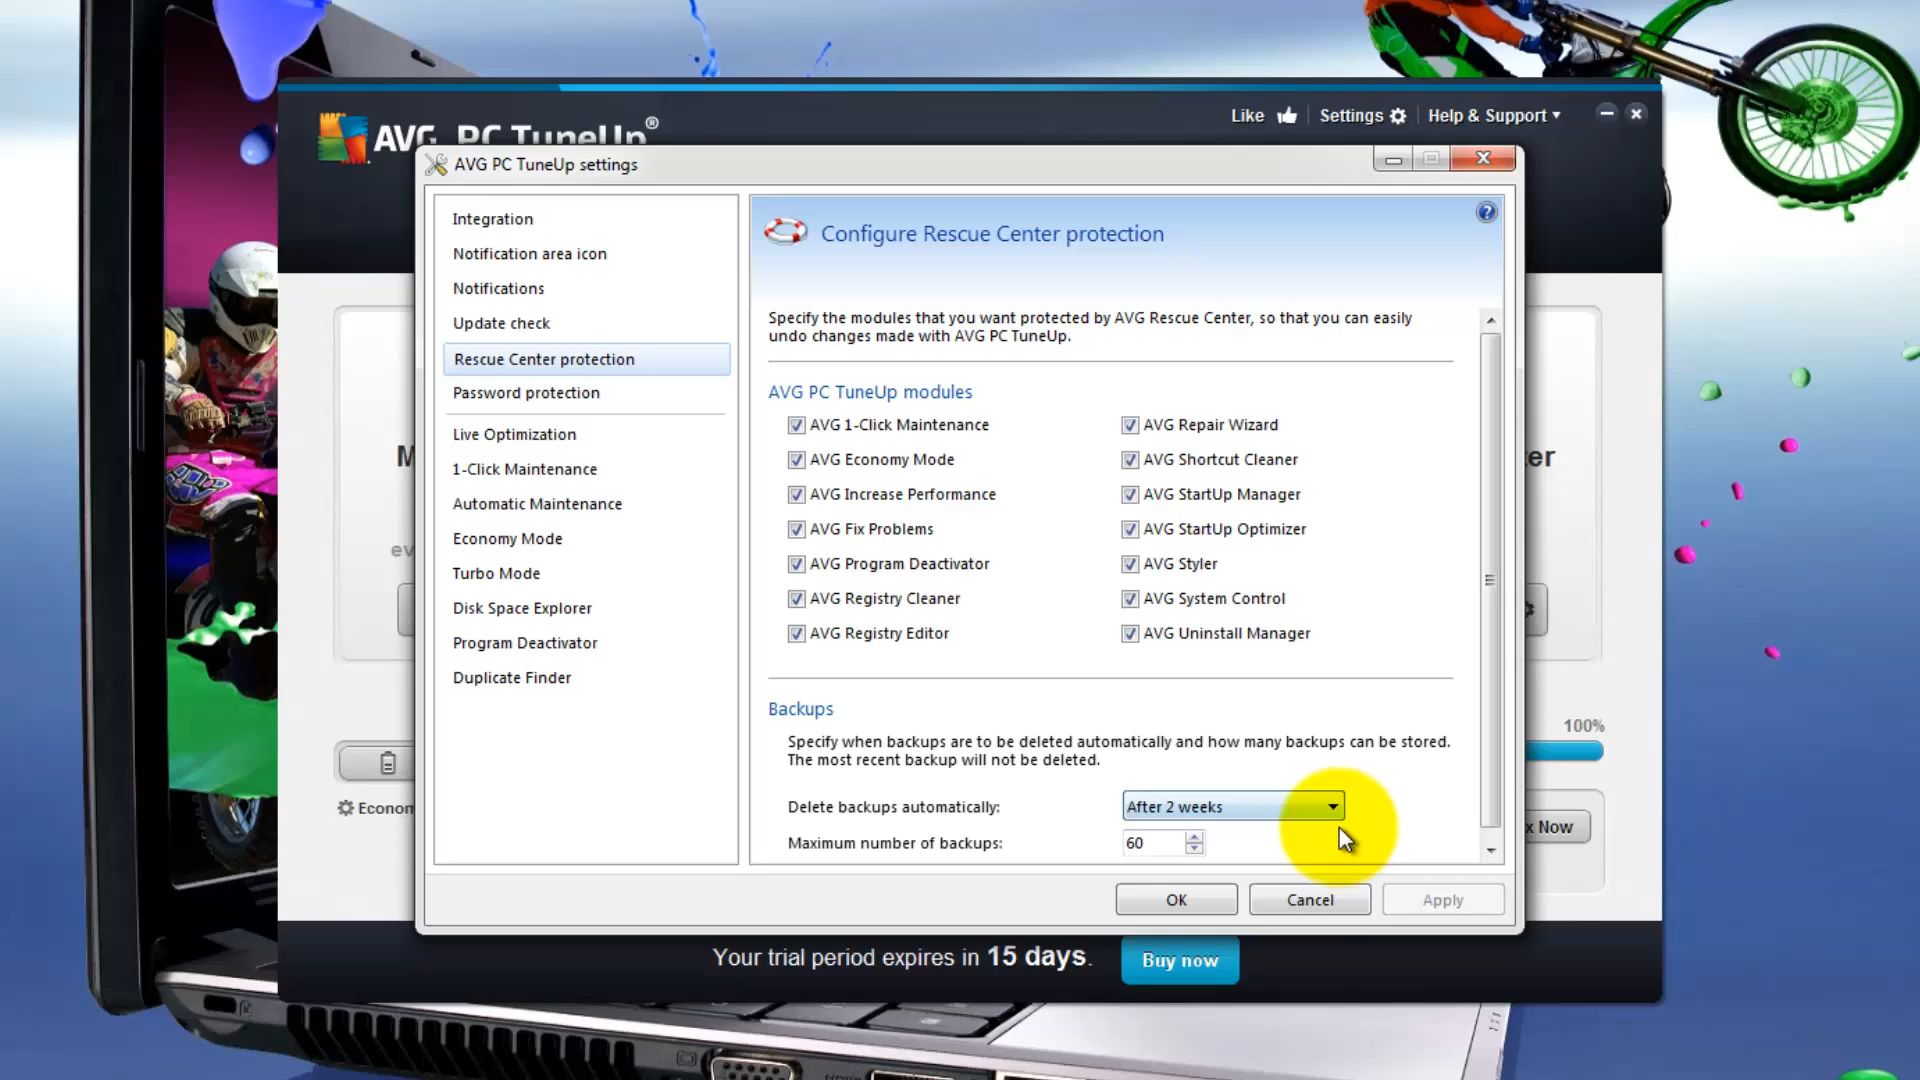 Like
Settings
Help & Support
AVG PC TuneUp®
AVG PC TuneUp settings
Integration
Notification area icon
Notifications
Update check
Rescue Center protection
Password protection
Live Optimization
1-Click Maintenance
Automatic Maintenance
Economy Mode
Turbo Mode
Disk Space Explorer
Program Deactivator
Duplicate Finder
Configure Rescue Center protection
Specify the modules that you want protected by AVG Rescue Center, so that you can easily
undo changes made with AVG PC TuneUp.
AVG PC TuneUp modules
AVG 1-Click Maintenance
AVG Economy Mode
AVG Increase Performance
AVG Fix Problems
AVG Program Deactivator
AVG Registry Cleaner
AVG Registry Editor
AVG Repair Wizard
AVG Shortcut Cleaner
AVG StartUp Manager
AVG StartUp Optimizer
AVG Styler
AVG System Control
AVG Uninstall Manager
Backups
Specify when backups are to be deleted automatically and how many backups can be stored.
The most recent backup will not be deleted.
Delete backups automatically: After 2 weeks
Maximum number of backups: 60
OK
Cancel
Apply
M
ev
Econom
er
100%
x Now
Your trial period expires in 15 days.
Buy now